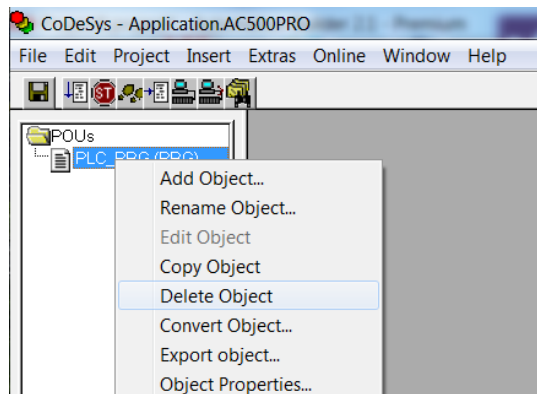 CoDeSys - Application.AC500PRO
File Edit Project Insert Extras Online Window Help
POUs
PLC_PRG (PRG)
Add Object...
Rename Object...
Edit Object
Copy Object
Delete Object
Convert Object...
Export object...
Object Properties...